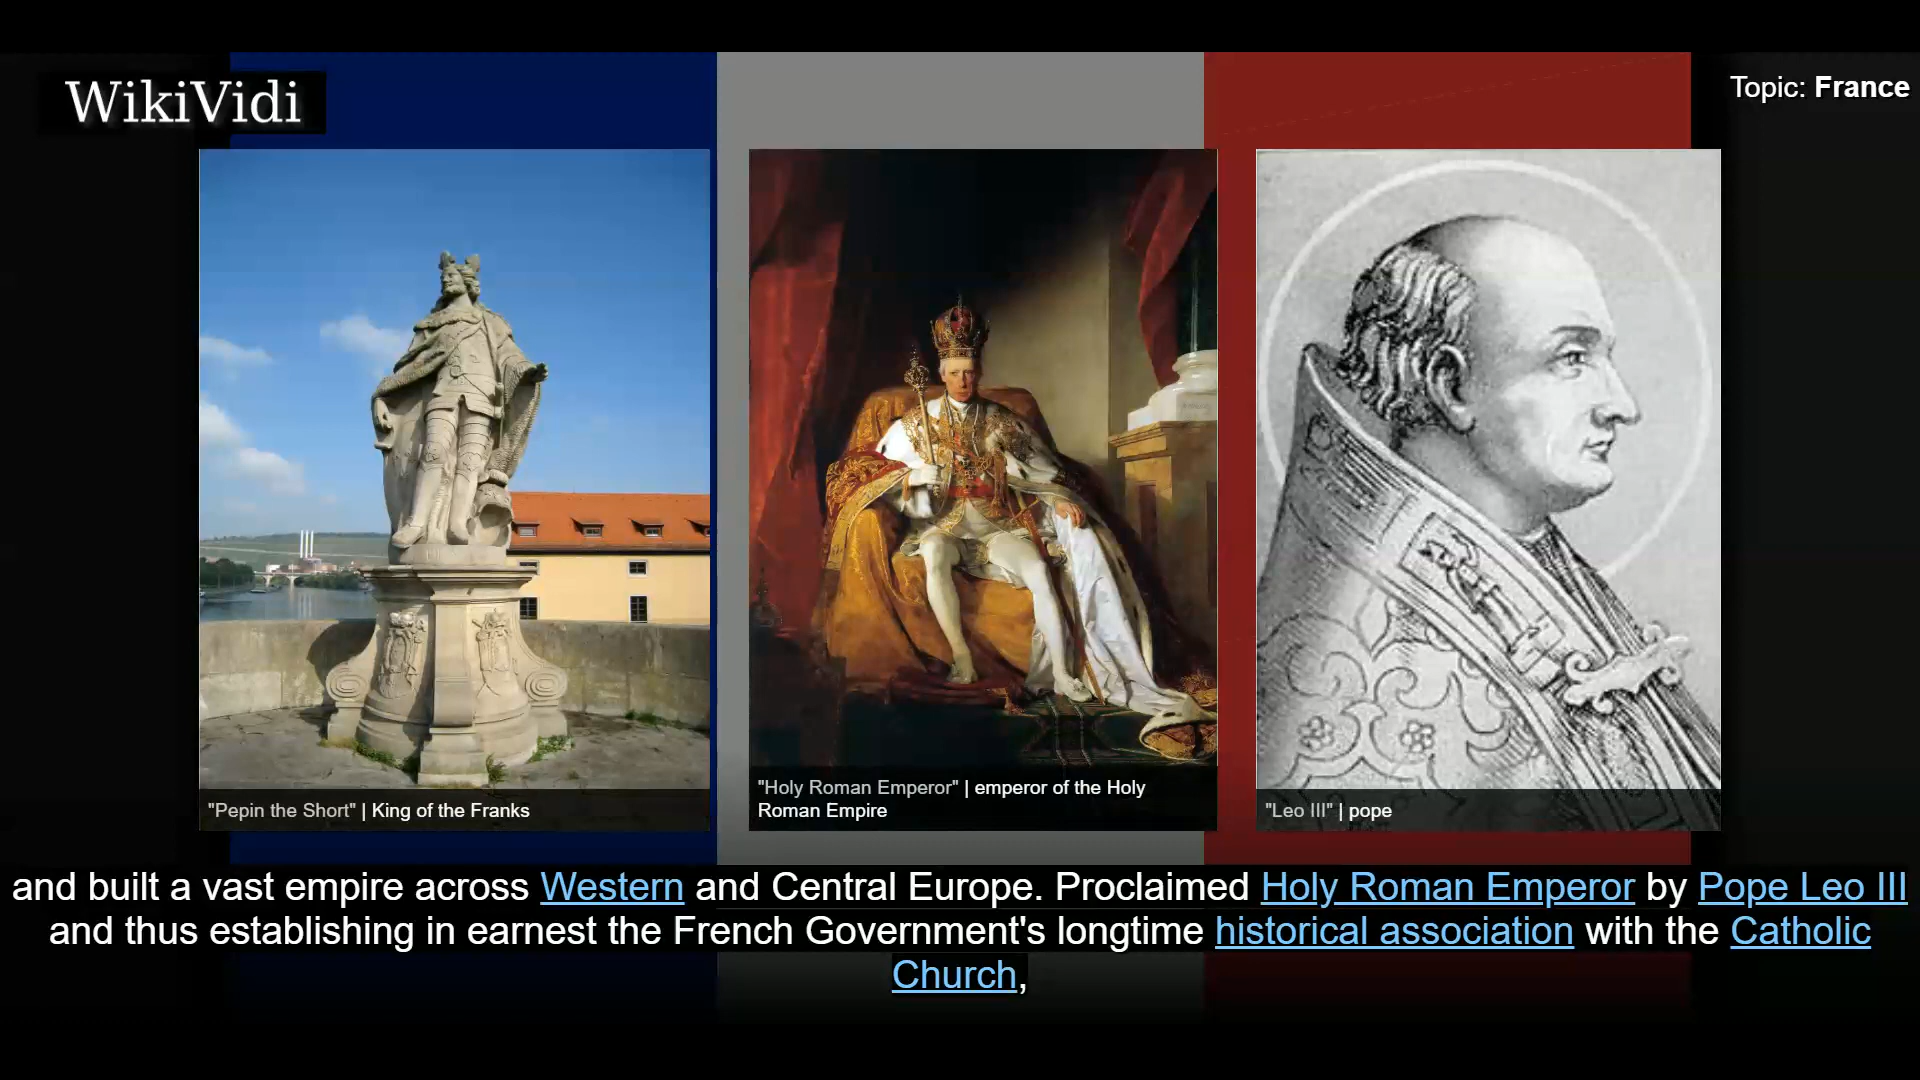 WikiVidi
Topic: France
"Pepin the Short" | King of the Franks
"Holy Roman Emperor" | emperor of the Holy
Roman Empire
"Leo III" | pope
and built a vast empire across Western and Central Europe. Proclaimed Holy Roman Emperor by Pope Leo III
and thus establishing in earnest the French Government's longtime historical association with the Catholic
Church,